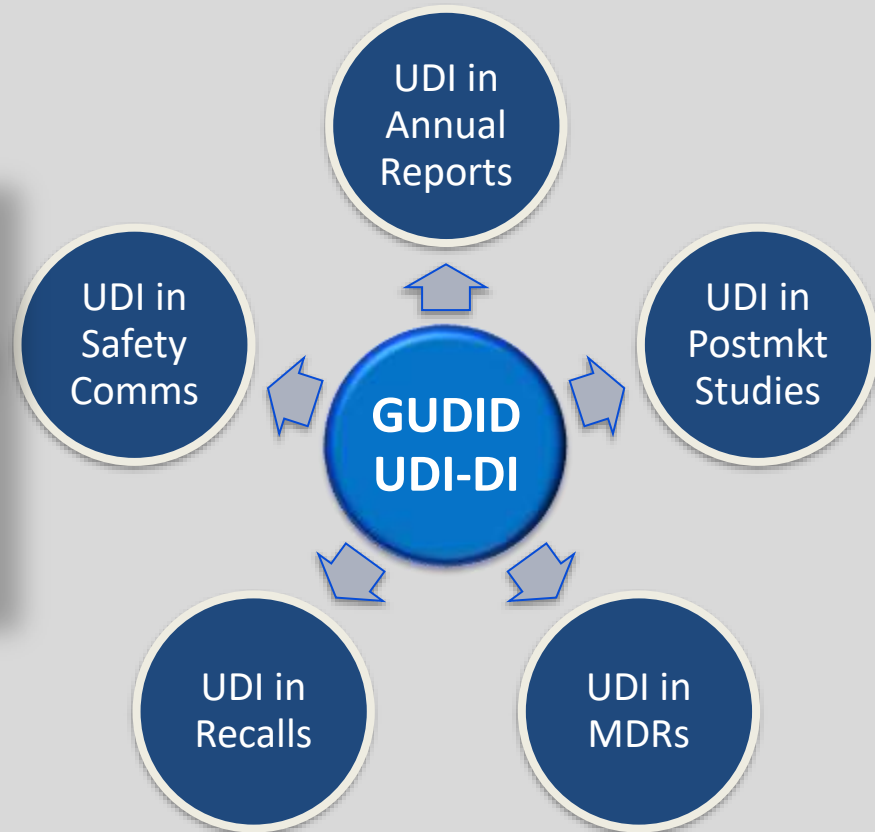 UDI in
Annual
Reports
UDI in
Safety
Comms
UDI in
Postmkt
Studies
GUDID
UDI-DI
UDI in
Recalls
UDI in
MDRs